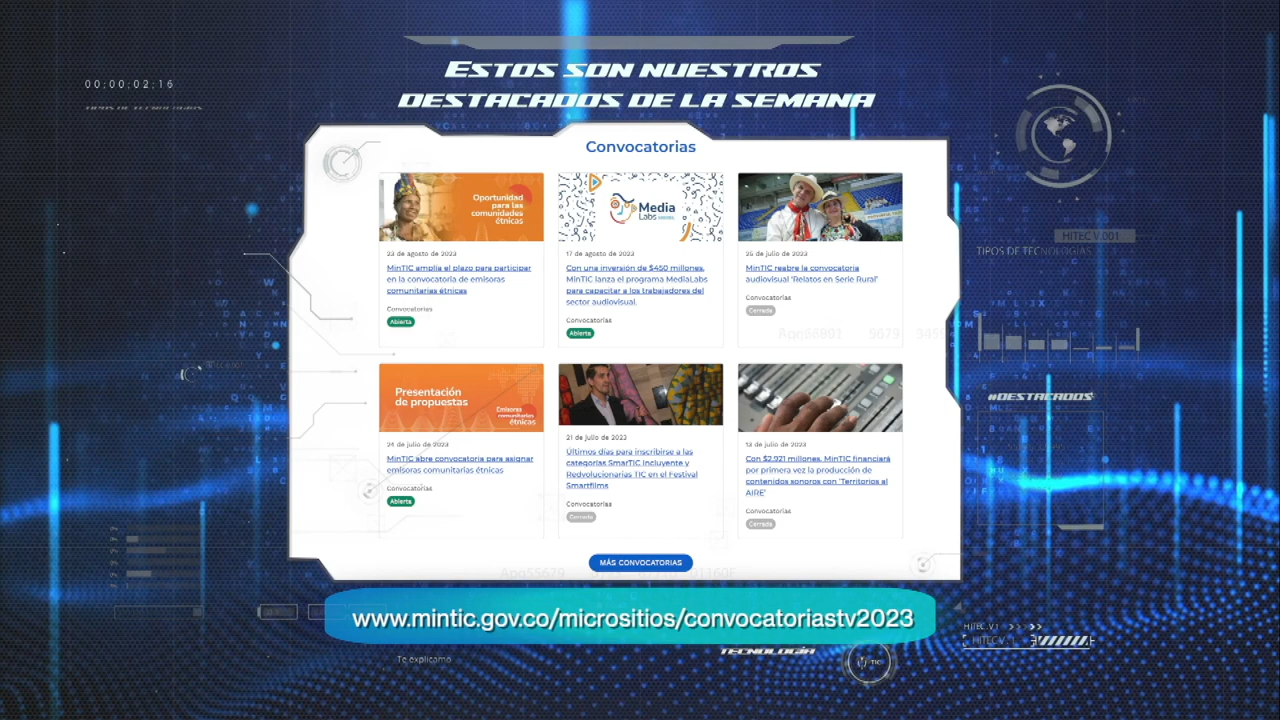 ESTOS SON NUESTROS
DESTACADOS DE LA SEMANA
00;00;02;16
HITEC V.001
TIPOS DE TECNOLOGÍAS
Convocatorias
Oportunidad
para las
comunidades
étnicas
23 de agosto de 2023
MinTIC amplía el plazo para participar
en la convocatoria de emisoras
comunitarias étnicas
Convocatorias
Abierta
Media
Labs
17 de agosto de 2023
Con una inversión de $450 millones,
MinTIC lanza el programa MediaLabs
para capacitar a los trabajadores del
sector audiovisual.
Convocatorias
Abierta
25 de julio de 2023
MinTIC reabre la convocatoria
audiovisual 'Relatos en Serie Rural'
Convocatorias
Cerrada
Presentación
de propuestas
Emisoras
comunitarias
étnicas
24 de julio de 2023
MinTIC abre convocatoria para asignar
emisoras comunitarias étnicas
Convocatorias
Abierta
21 de julio de 2023
Últimos días para inscribirse a las
categorías SmarTIC Incluyente y
Redvolucionarias TIC en el Festival
Smartfilms
Convocatorias
Cerrada
13 de julio de 2023
Con $2.921 millones, MinTIC financiará
por primera vez la producción de
contenidos sonoros con 'Territorios al
AIRE'
Convocatorias
Cerrada
#DESTACADOS
MÁS CONVOCATORIAS
www.mintic.gov.co/micrositios/convocatoriastv2023
HITEC.V.1 >>>>
HITEC.V.1
TECNOLOGÍA
Te explicamo